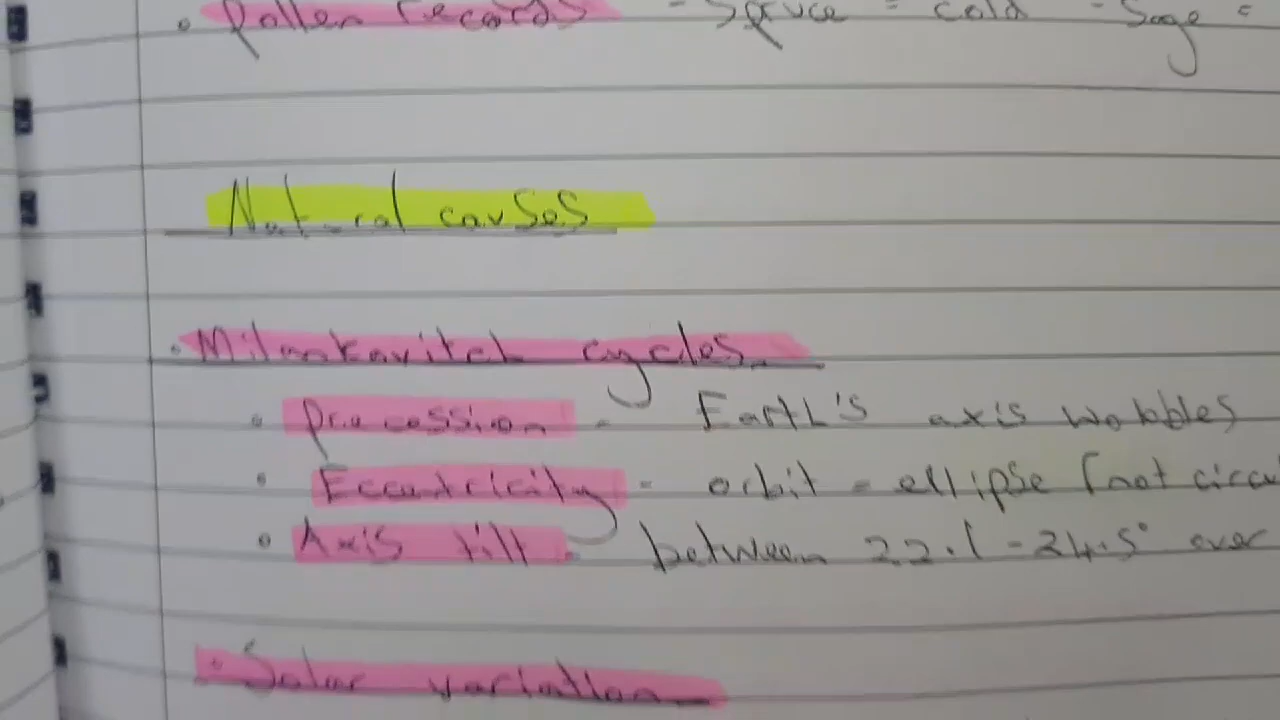 • Pollen records - Spruce = cold - Sage =
Natural causes
• Milankovitch cycles
• Precession - Earth's axis wobbles
• Eccentricity - orbit = ellipse (not circu
• Axis tilt - between 22.1 - 24.5° over
• Solar variation